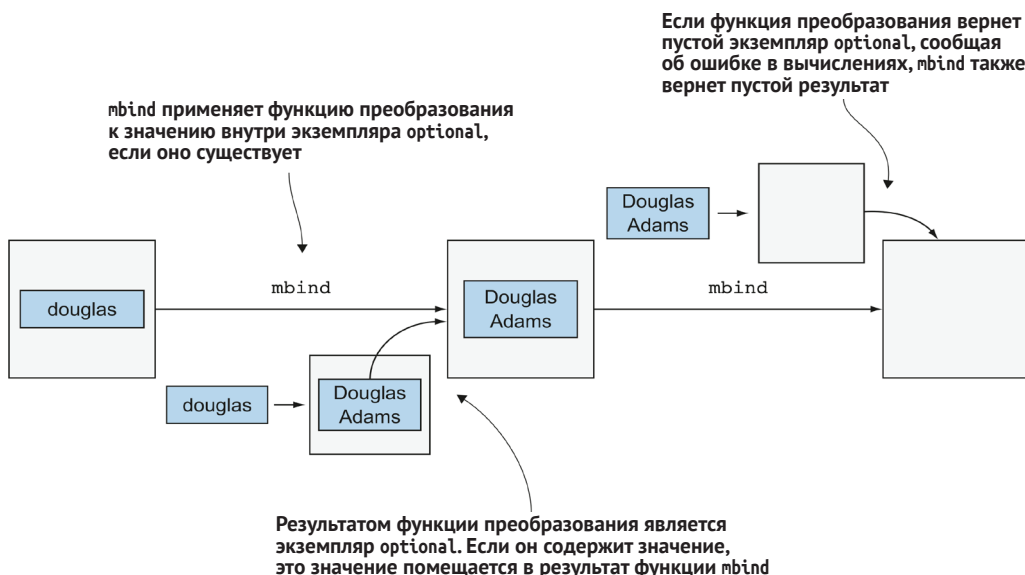 Если функция преобразования вернет
пустой экземпляр optional, сообщая
об ошибке в вычислениях, mbind также
вернет пустой результат
mbind применяет функцию преобразования
к значению внутри экземпляра optional,
если оно существует
Douglas
Adams
douglas
mbind
Douglas
Adams
mbind
douglas
Douglas
Adams
Результатом функции преобразования является
экземпляр optional. Если он содержит значение,
это значение помещается в результат функции mbind